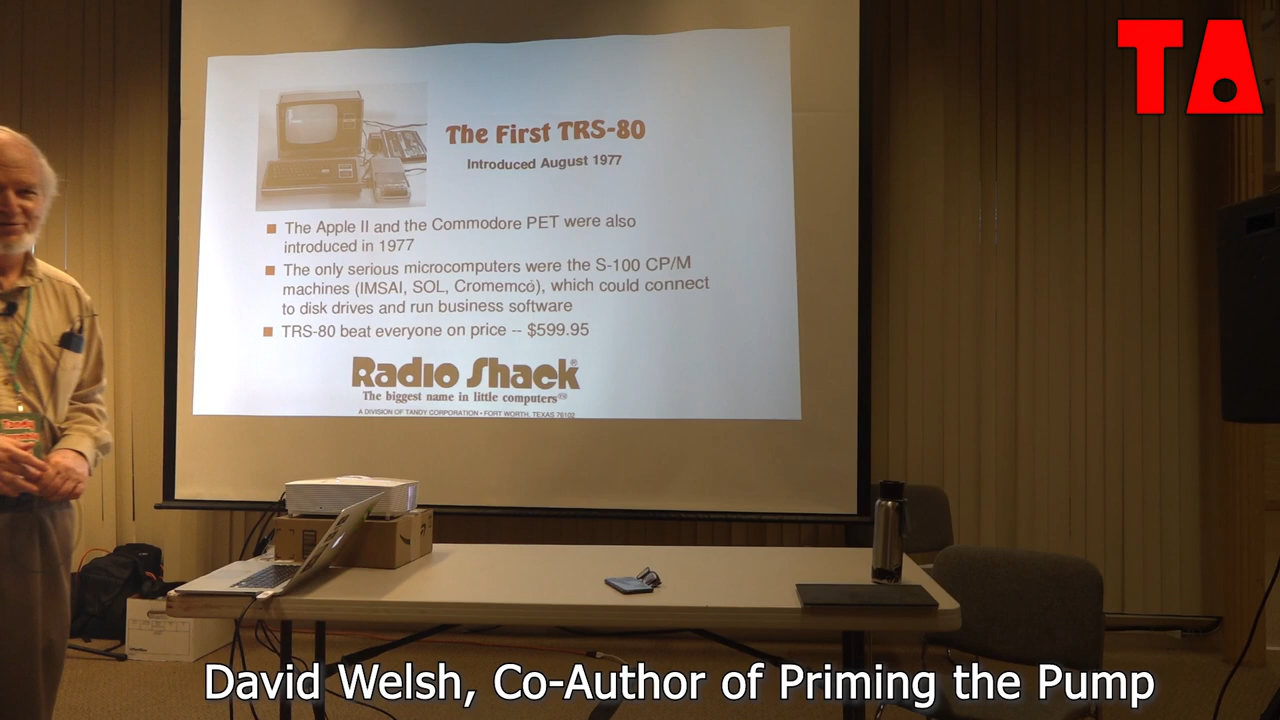 TA
The First TRS-80
Introduced August 1977
■ The Apple II and the Commodore PET were also
introduced in 1977
■ The only serious microcomputers were the S-100 CP/M
machines (IMSAI, SOL, Cromemco), which could connect
to disk drives and run business software
■ TRS-80 beat everyone on price -- $599.95
Radio Shack®
The biggest name in little computers
A DIVISION OF TANDY CORPORATION • FORT WORTH, TEXAS 76102
Tandy
David Welsh, Co-Author of Priming the Pump